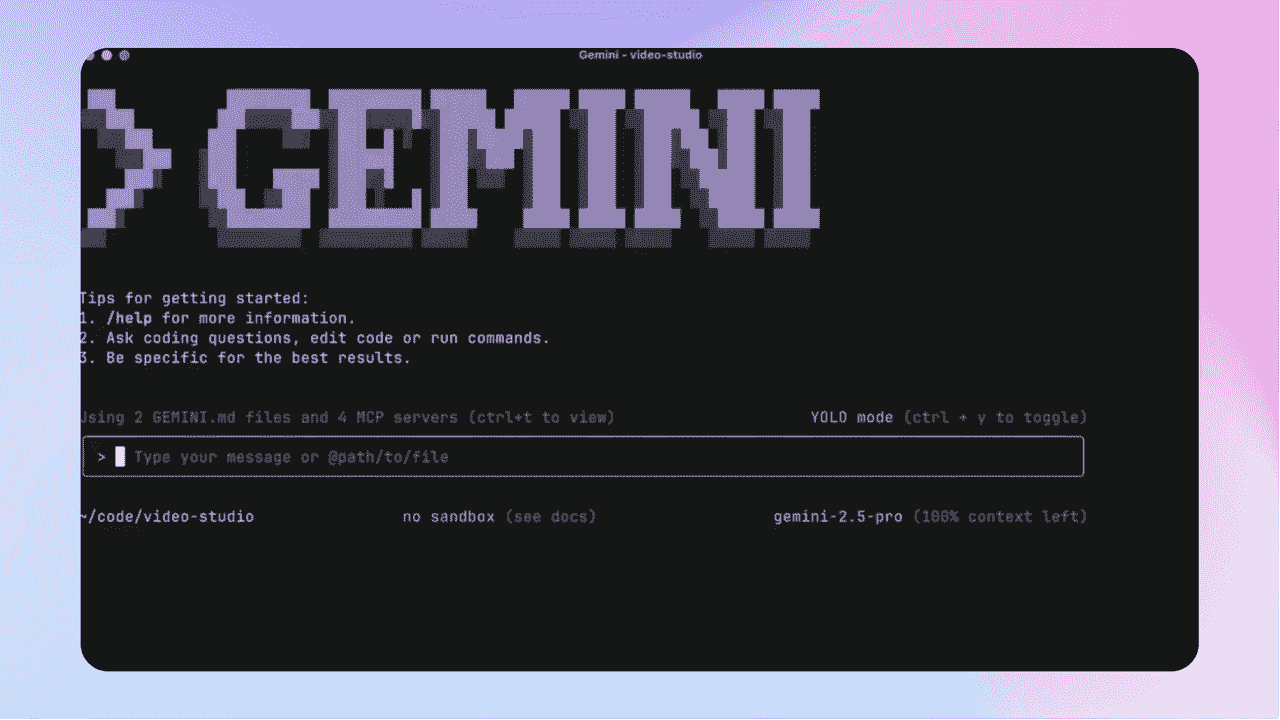 Gemini - video-studio
> GEMINI
Tips for getting started:
1. /help for more information.
2. Ask coding questions, edit code or run commands.
3. Be specific for the best results.
Using 2 GEMINI.md files and 4 MCP servers (ctrl+t to view) YOLO mode (ctrl + y to toggle)
> Type your message or @path/to/file
~/code/video-studio no sandbox (see docs) gemini-2.5-pro (100% context left)